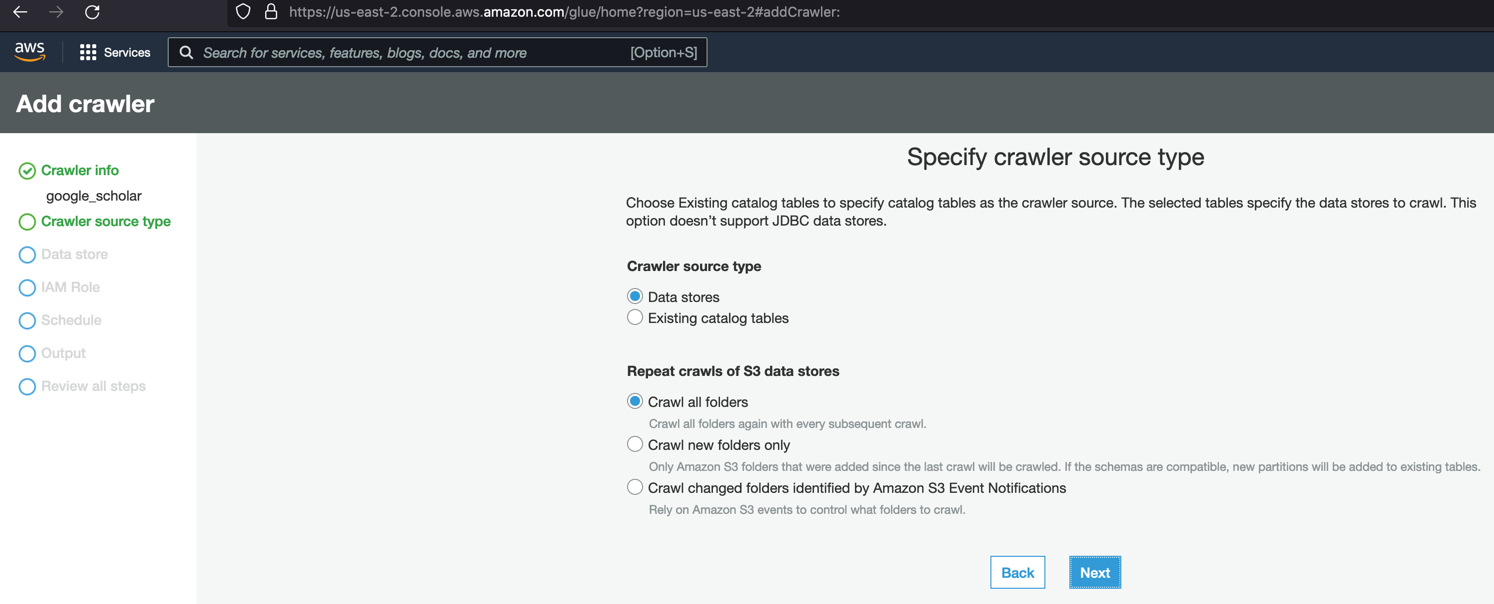 https://us-east-2.console.aws.amazon.com/glue/home?region=us-east-2#addCrawler:
aws Services Search for services, features, blogs, docs, and more [Option+S]
Add crawler
Crawler info
google_scholar
Crawler source type
Data store
IAM Role
Schedule
Output
Review all steps
Specify crawler source type
Choose Existing catalog tables to specify catalog tables as the crawler source. The selected tables specify the data stores to crawl. This
option doesn't support JDBC data stores.
Crawler source type
Data stores
Existing catalog tables
Repeat crawls of S3 data stores
Crawl all folders
Crawl all folders again with every subsequent crawl.
Crawl new folders only
Only Amazon S3 folders that were added since the last crawl will be crawled. If the schemas are compatible, new partitions will be added to existing tables.
Crawl changed folders identified by Amazon S3 Event Notifications
Rely on Amazon S3 events to control what folders to crawl.
Back Next